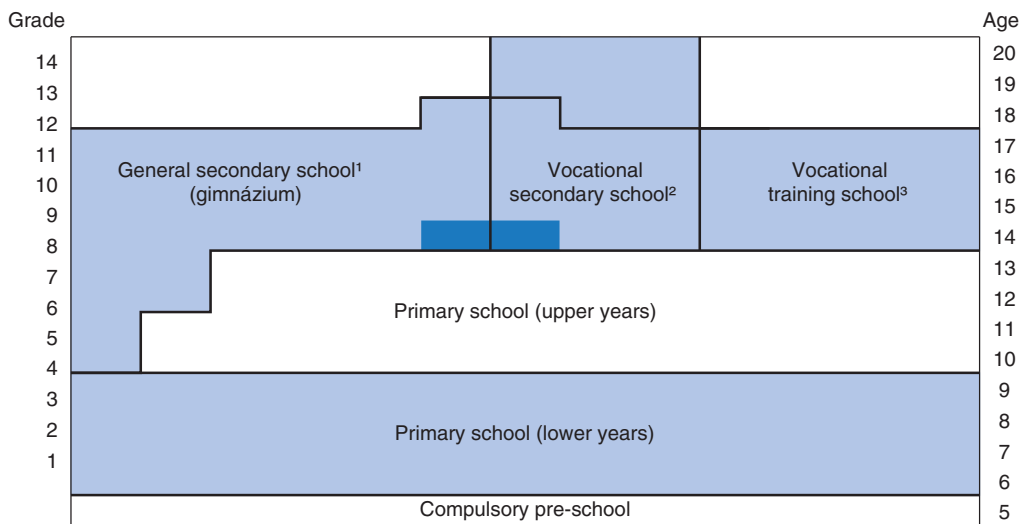 Grade
Age
14
13
12
11
10
9
8
7
6
5
4
3
2
1
General secondary school¹
(gimnázium)
Vocational
secondary school²
Vocational
training school³
Primary school (upper years)
Primary school (lower years)
Compulsory pre-school
20
19
18
17
16
15
14
13
12
11
10
9
8
7
6
5